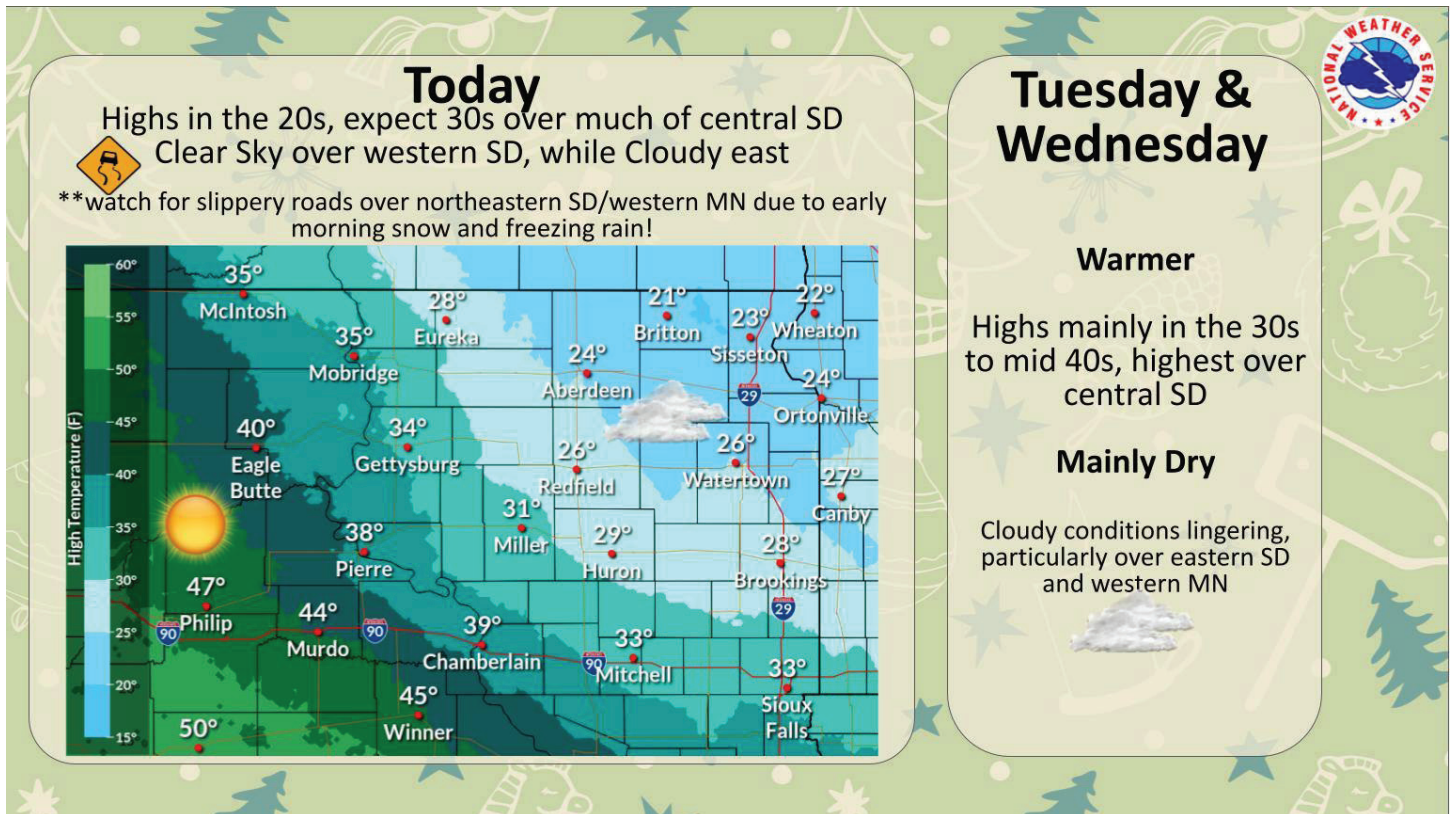 Today
Highs in the 20s, expect 30s over much of central SD
Clear Sky over western SD, while Cloudy east
**watch for slippery roads over northeastern SD/western MN due to early
morning snow and freezing rain!
High Temperature (F)
60°
55°
50°
45°
40°
35°
30°
25°
20°
15°
35°
McIntosh
28°
Eureka
21°
Britton
22°
Wheaton
23°
Sisseton
35°
Mobridge
24°
Aberdeen
24°
Ortonville
29
40°
Eagle
Butte
34°
Gettysburg
26°
Redfield
26°
Watertown
27°
Canby
31°
Miller
38°
Pierre
29°
Huron
28°
Brookings
29
47°
Philip
90
44°
Murdo
90
39°
Chamberlain
90
33°
Mitchell
33°
Sioux
Falls
45°
Winner
50°
Tuesday &
Wednesday
Warmer
Highs mainly in the 30s
to mid 40s, highest over
central SD
Mainly Dry
Cloudy conditions lingering,
particularly over eastern SD
and western MN
NATIONAL WEATHER SERVICE